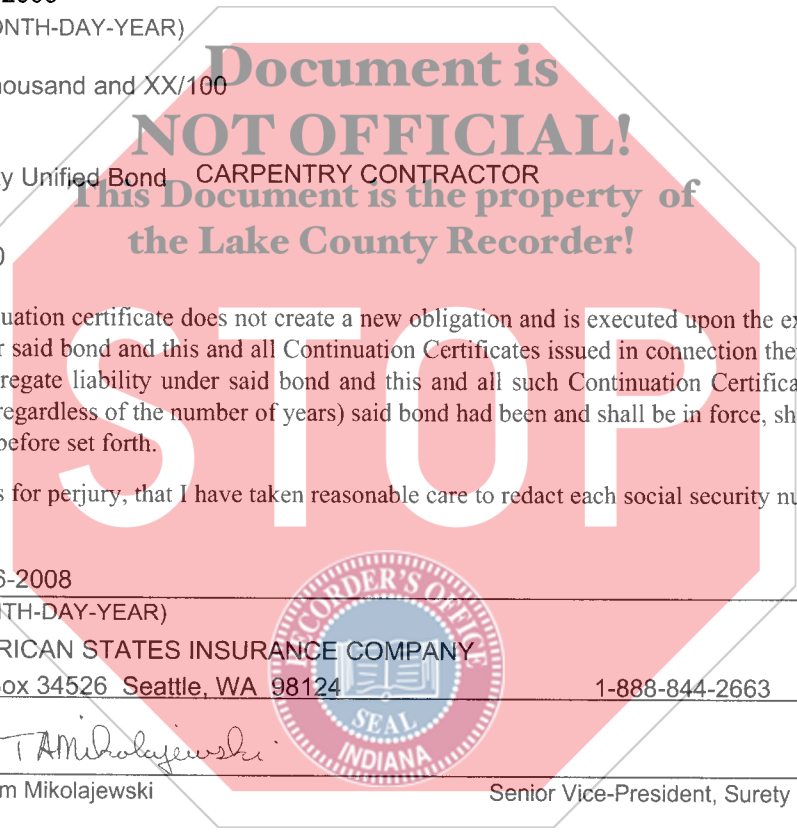 2008
ONTH-DAY-YEAR)
Document is
housand and XX/100
NOT OFFICIAL!
y Unified Bond CARPENTRY CONTRACTOR
This Document is the property of
the Lake County Recorder!
0
uation certificate does not create a new obligation and is executed upon the ex
r said bond and this and all Continuation Certificates issued in connection the
regate liability under said bond and this and all such Continuation Certifica
regardless of the number of years) said bond had been and shall be in force, sh
before set forth.
s for perjury, that I have taken reasonable care to redact each social security nu
STOP
6-2008
TH-DAY-YEAR)
RICAN STATES INSURANCE COMPANY
ox 34526 Seattle, WA 98124 1-888-844-2663
RECORDER'S OFFICE
SEAL
INDIANA
TAMikolajewski
m Mikolajewski Senior Vice-President, Surety